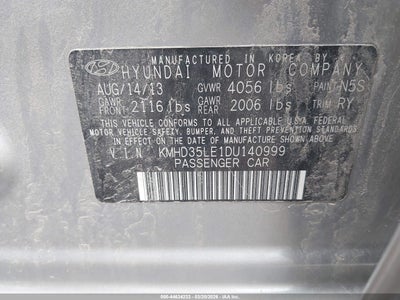 MANUFACTURED IN KOREA BY
HYUNDAI MOTOR COMPANY
AUG/14/13 GVWR 4056 lbs PAINT N5S
GAWR FRONT 2116 lbs GAWR REAR 2006 lbs TRIM RY
THIS VEHICLE CONFORMS TO ALL APPLICABLE U.S.A. FEDERAL
MOTOR VEHICLE SAFETY, BUMPER, AND THEFT PREVENTION STANDARDS
IN EFFECT ON THE DATE OF MANUFACTURE SHOWN ABOVE.
V I N KMHD35LE1DU140999
PASSENGER CAR